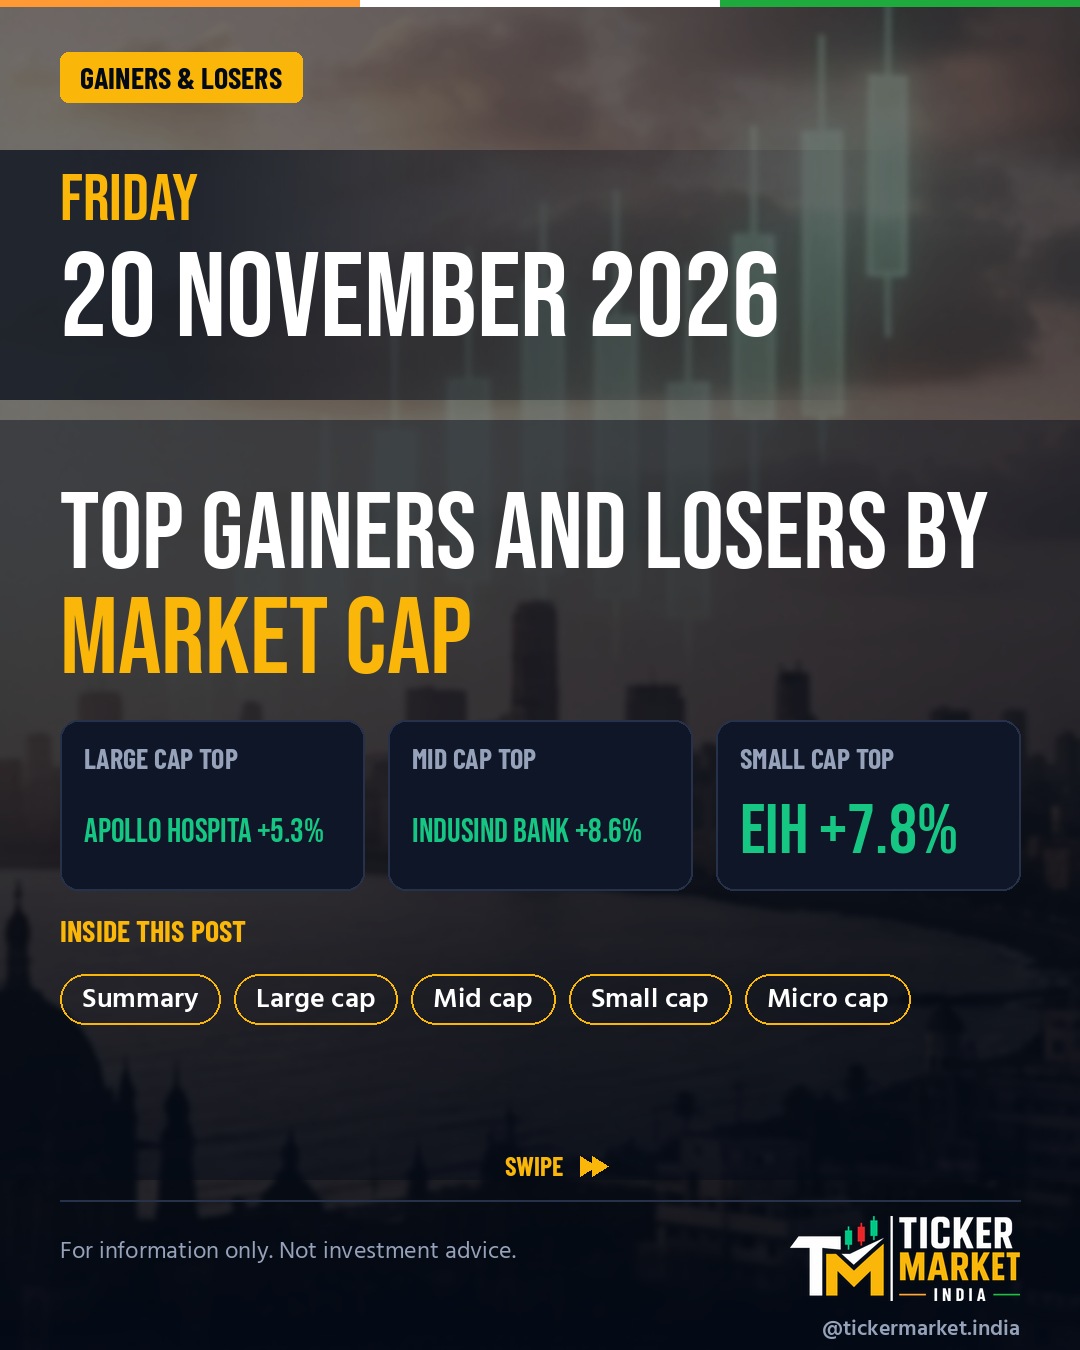 GAINERS & LOSERS
FRIDAY
20 NOVEMBER 2026
TOP GAINERS AND LOSERS BY
MARKET CAP
LARGE CAP TOP
APOLLO HOSPITA +5.3%
MID CAP TOP
INDUSIND BANK +8.6%
SMALL CAP TOP
EIH +7.8%
INSIDE THIS POST
Summary
Large cap
Mid cap
Small cap
Micro cap
SWIPE
For information only. Not investment advice.
TM
TICKER
MARKET
INDIA
@tickermarket.india